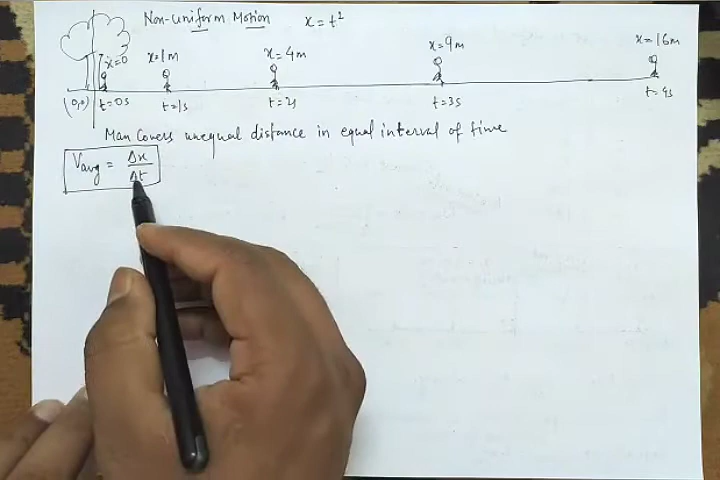 Non-Uniform Motion x = t²
x=0 x=1m x=4m x=9m x=16m
(0,0) t=0s t=1s t=2s t=3s t=4s
Man Covers unequal distance in equal interval of time
Vavg = Δx/Δt